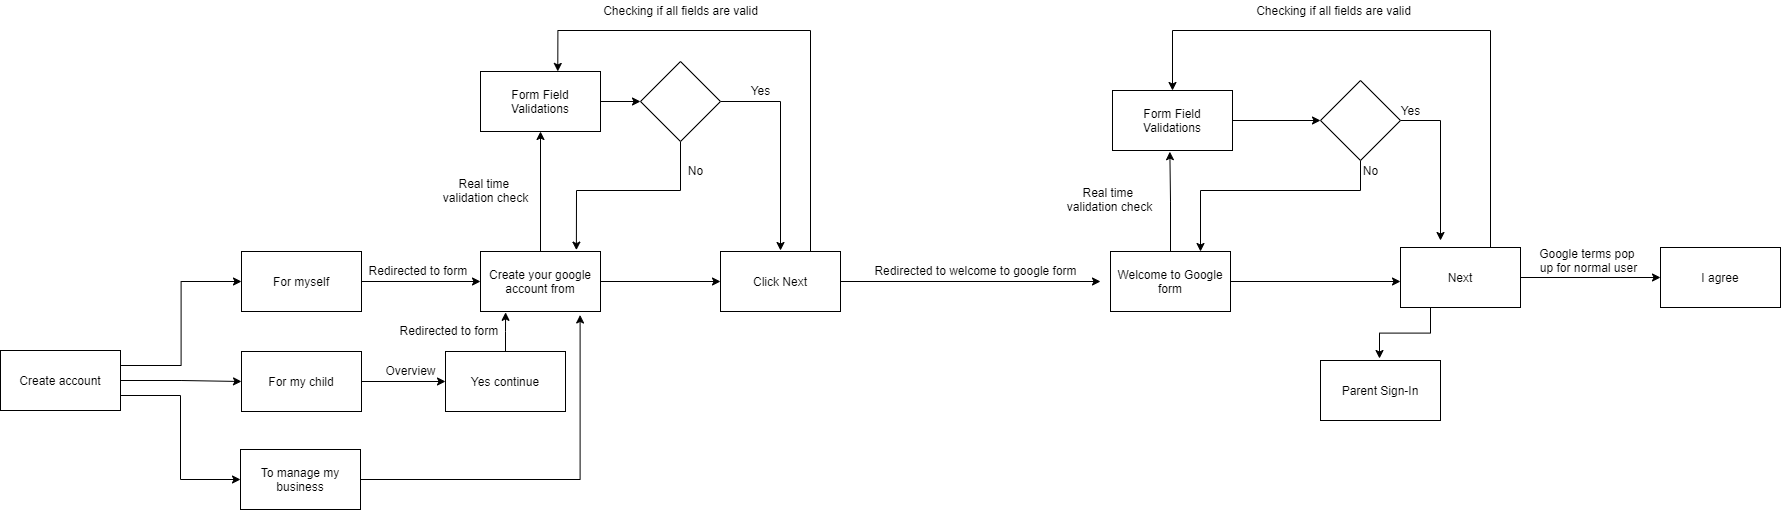 Checking if all fields are valid
Checking if all fields are valid
Form Field
Validations
Yes
No
Real time
validation check
Form Field
Validations
Yes
No
Real time
validation check
Create account
For myself
Redirected to form
Create your google
account from
Click Next
Redirected to welcome to google form
Welcome to Google
form
Next
Google terms pop
up for normal user
I agree
For my child
Overview
Yes continue
Redirected to form
Parent Sign-In
To manage my
business